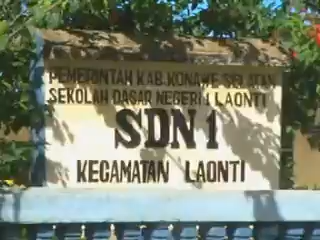 PEMERINTAH KAB.KONAWE SELATAN
SEKOLAH DASAR NEGERI 1 LAONTI
SDN 1
KECAMATAN LAONTI